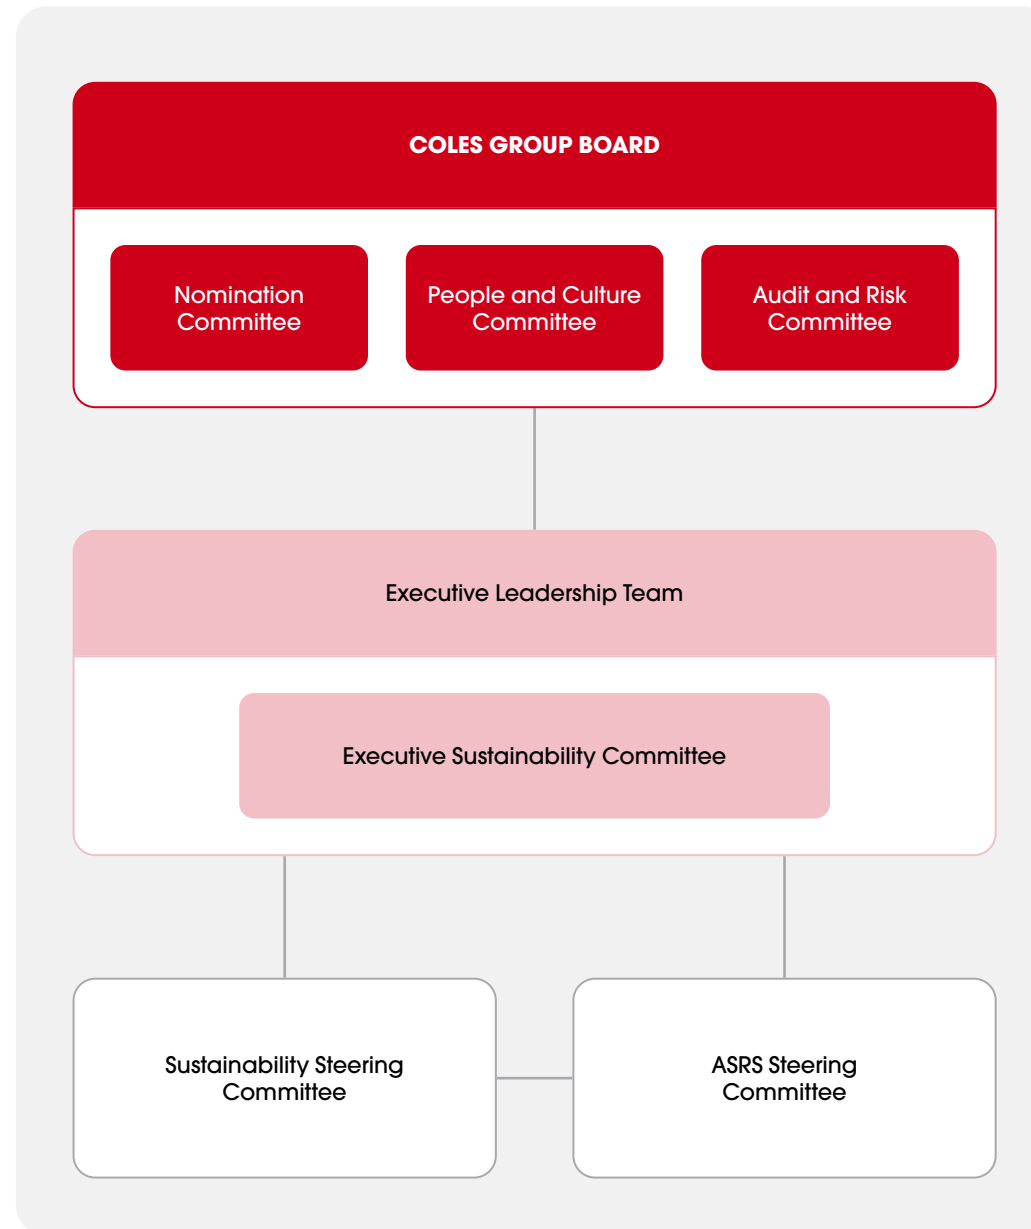 COLES GROUP BOARD
Nomination
Committee
People and Culture
Committee
Audit and Risk
Committee
Executive Leadership Team
Executive Sustainability Committee
Sustainability Steering
Committee
ASRS Steering
Committee